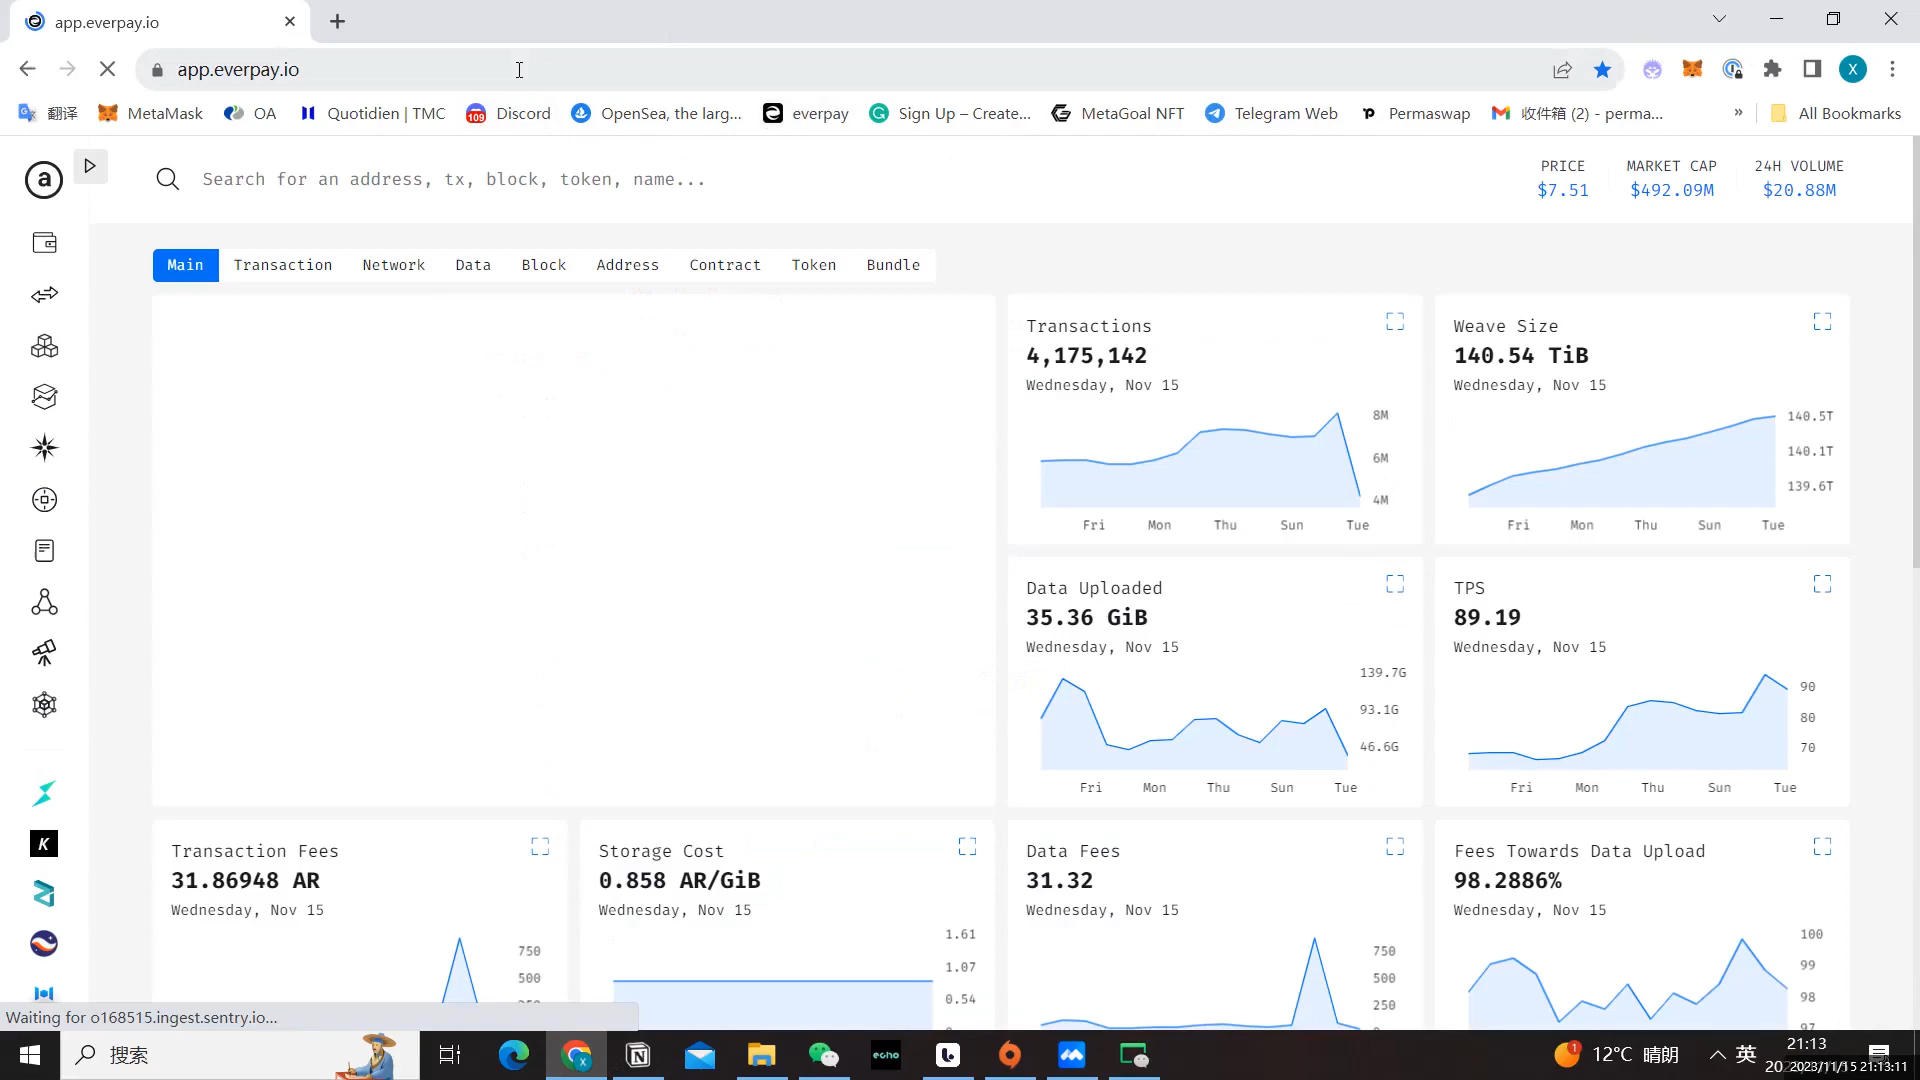 app.everpay.io
app.everpay.io
翻译
MetaMask
OA
Quotidien | TMC
109
Discord
OpenSea, the larg...
everpay
Sign Up – Create...
MetaGoal NFT
Telegram Web
Permaswap
收件箱 (2) - perma...
»
All Bookmarks
X
a
Search for an address, tx, block, token, name...
PRICE
$7.51
MARKET CAP
$492.09M
24H VOLUME
$20.88M
Main
Transaction
Network
Data
Block
Address
Contract
Token
Bundle
Transactions
4,175,142
Wednesday, Nov 15
8M
6M
4M
Fri Mon Thu Sun Tue
Weave Size
140.54 TiB
Wednesday, Nov 15
140.5T
140.1T
139.6T
Fri Mon Thu Sun Tue
Data Uploaded
35.36 GiB
Wednesday, Nov 15
139.7G
93.1G
46.6G
Fri Mon Thu Sun Tue
TPS
89.19
Wednesday, Nov 15
90
80
70
Fri Mon Thu Sun Tue
K
Transaction Fees
31.86948 AR
Wednesday, Nov 15
750
500
Storage Cost
0.858 AR/GiB
Wednesday, Nov 15
1.61
1.07
0.54
Data Fees
31.32
Wednesday, Nov 15
750
500
250
Fees Towards Data Upload
98.2886%
Wednesday, Nov 15
100
99
98
97
Waiting for o168515.ingest.sentry.io...
搜索
echo
1
12°C 晴朗
英
21:13
2023/11/15 21:13:11